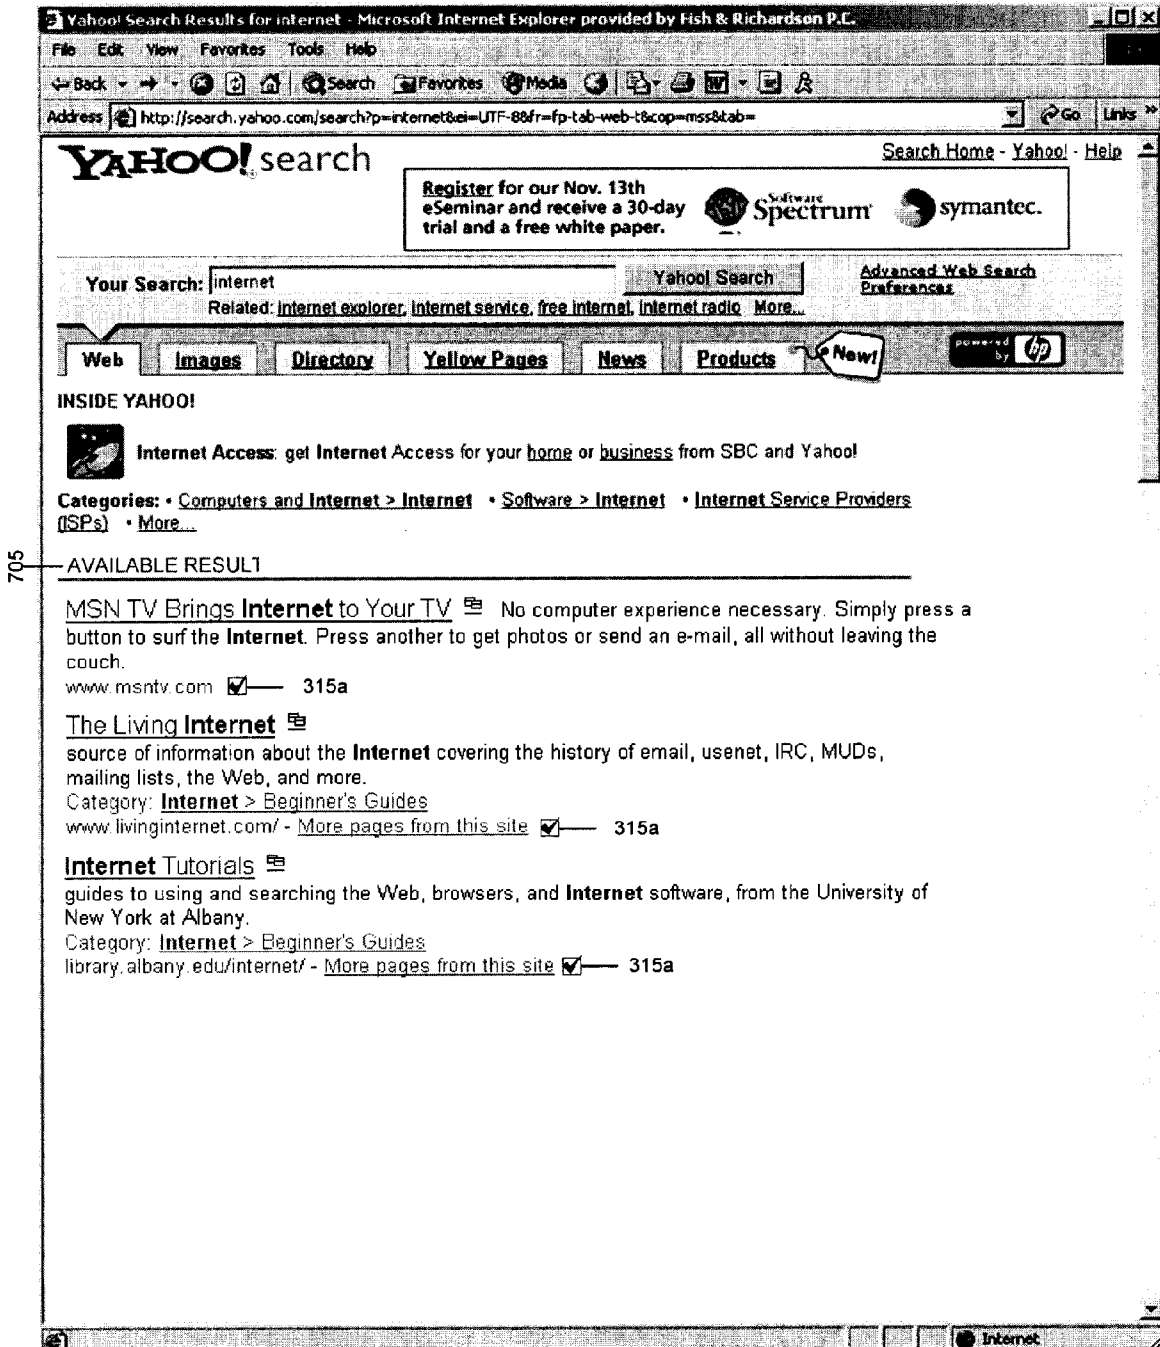 Yahoo! Search Results for internet - Microsoft Internet Explorer provided by Fish & Richardson P.C.
File Edit View Favorites Tools Help
Back Search Favorites Media
Address http://search.yahoo.com/search?p=internet&ei=UTF-8&fr=fp-tab-web-t&cop=mss&tab= Go Links »
YAHOO! search
Search Home - Yahoo! - Help
Register for our Nov. 13th
eSeminar and receive a 30-day
trial and a free white paper.
Software
Spectrum
symantec.
Your Search: internet Yahoo! Search
Advanced Web Search
Preferences
Related: internet explorer, internet service, free internet, internet radio More...
Web Images Directory Yellow Pages News Products New!
powered
by hp
INSIDE YAHOO!
Internet Access: get Internet Access for your home or business from SBC and Yahoo!
Categories: • Computers and Internet > Internet • Software > Internet • Internet Service Providers
(ISPs) • More...
705
AVAILABLE RESULT
MSN TV Brings Internet to Your TV No computer experience necessary. Simply press a
button to surf the Internet. Press another to get photos or send an e-mail, all without leaving the
couch.
www.msntv.com 315a
The Living Internet
source of information about the Internet covering the history of email, usenet, IRC, MUDs,
mailing lists, the Web, and more.
Category: Internet > Beginner's Guides
www.livinginternet.com/ - More pages from this site 315a
Internet Tutorials
guides to using and searching the Web, browsers, and Internet software, from the University of
New York at Albany.
Category: Internet > Beginner's Guides
library.albany.edu/internet/ - More pages from this site 315a
Internet